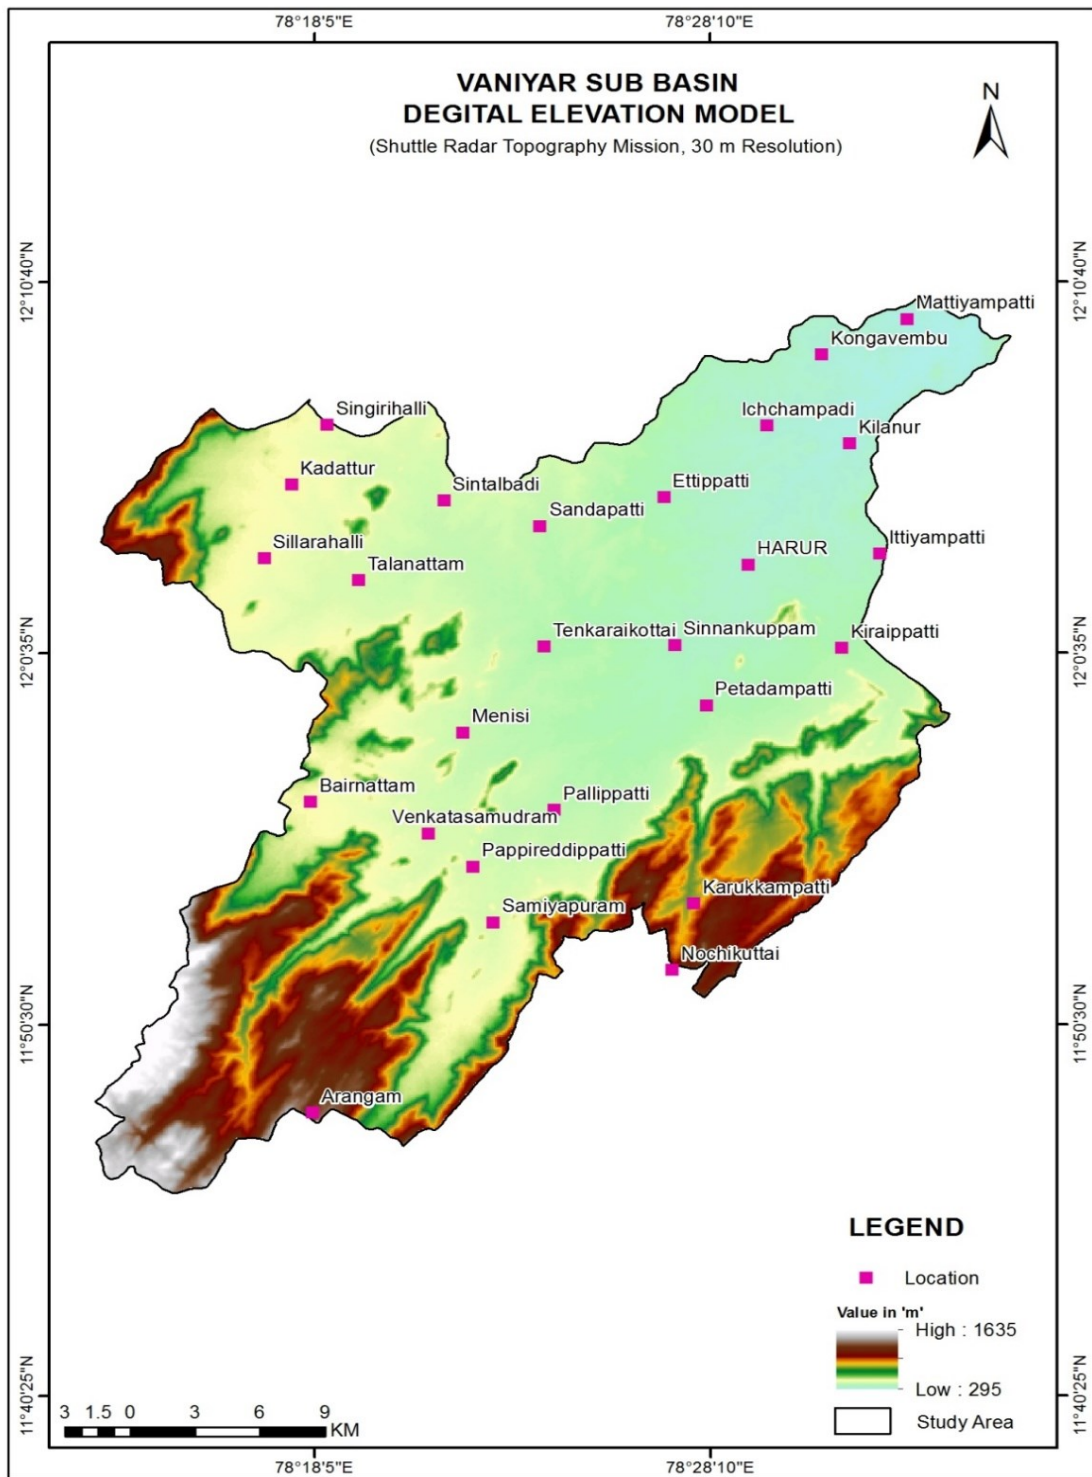 78°18'5"E
78°28'10"E
VANIYAR SUB BASIN
DEGITAL ELEVATION MODEL
(Shuttle Radar Topography Mission, 30 m Resolution)
N
12°10'40"N
12°10'40"N
Mattiyampatti
Kongavembu
Singirihalli
Ichchampadi
Kilanur
Kadattur
Sintalbadi
Ettippatti
Sandapatti
Sillarahalli
Talanattam
HARUR
Ittiyampatti
12°0'35"N
12°0'35"N
Tenkaraikottai
Sinnankuppam
Kiraippatti
Petadampatti
Menisi
Bairnattam
Pallippatti
Venkatasamudram
Pappireddippatti
Karukkampatti
Samiyapuram
Nochikuttai
11°50'30"N
11°50'30"N
Arangam
LEGEND
Location
Value in 'm'
High : 1635
Low : 295
Study Area
11°40'25"N
11°40'25"N
3 1.5 0 3 6 9
KM
78°18'5"E
78°28'10"E